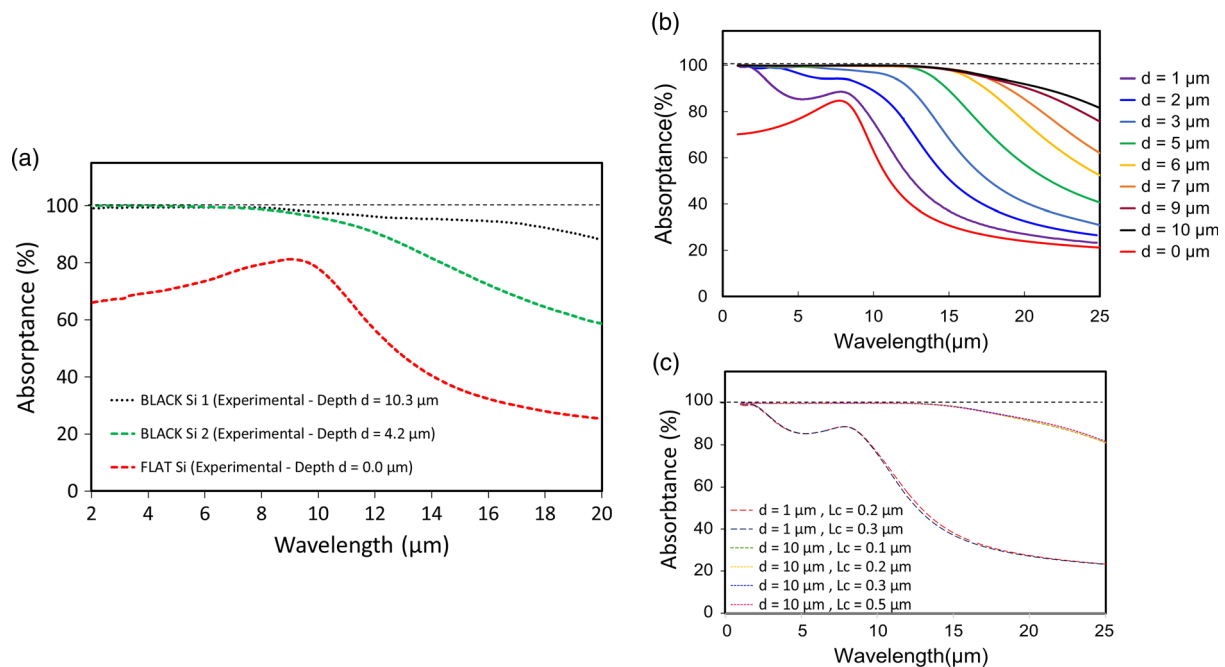 (a)
Absorptance (%)
100
80
60
40
20
0
BLACK Si 1 (Experimental - Depth d = 10.3 µm
BLACK Si 2 (Experimental - Depth d = 4.2µm)
FLAT Si (Experimental - Depth d = 0.0 µm)
2 4 6 8 10 12 14 16 18 20
Wavelength (µm)
(b)
Absorptance(%)
100
80
60
40
20
0
0 5 10 15 20 25
Wavelength(µm)
d = 1 µm
d = 2 µm
d = 3 µm
d = 5 µm
d = 6 µm
d = 7 µm
d = 9 µm
d = 10 µm
d = 0 µm
(c)
Absorbtance (%)
100
80
60
40
20
0
d = 1 µm , Lc = 0.2 µm
d = 1 µm , Lc = 0.3 µm
d = 10 µm , Lc = 0.1 µm
d = 10 µm , Lc = 0.2 µm
d = 10 µm , Lc = 0.3 µm
d = 10 µm , Lc = 0.5 µm
0 5 10 15 20 25
Wavelength(µm)